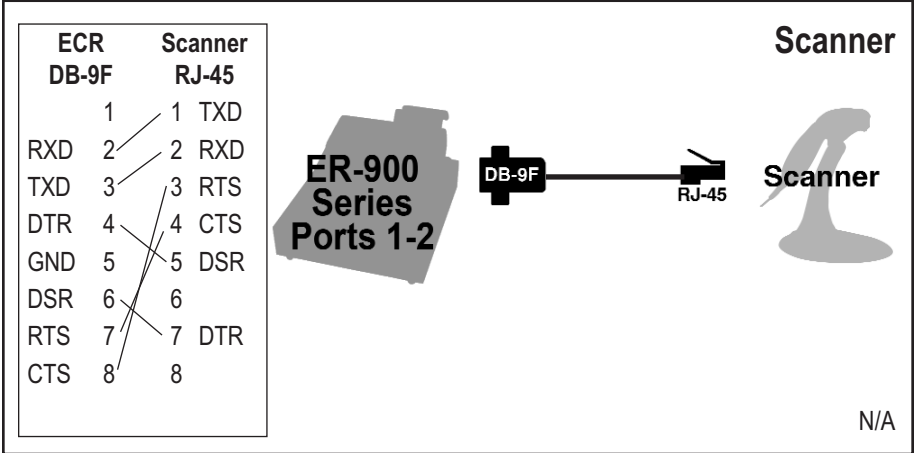 ECR Scanner
DB-9F RJ-45
1 1 TXD
RXD 2 2 RXD
TXD 3 3 RTS
DTR 4 4 CTS
GND 5 5 DSR
DSR 6 6
RTS 7 7 DTR
CTS 8 8
ER-900
Series
Ports 1-2
DB-9F
RJ-45
Scanner
Scanner
N/A